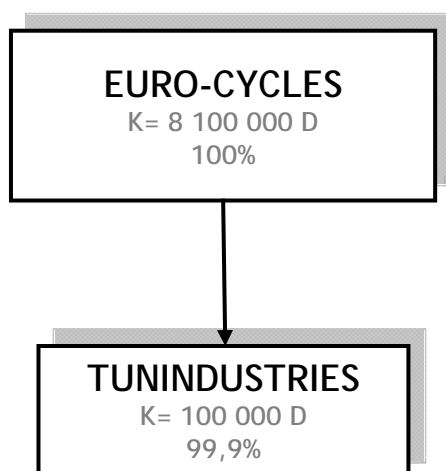 EURO-CYCLES
K= 8 100 000 D
100%
TUNINDUSTRIES
K= 100 000 D
99,9%